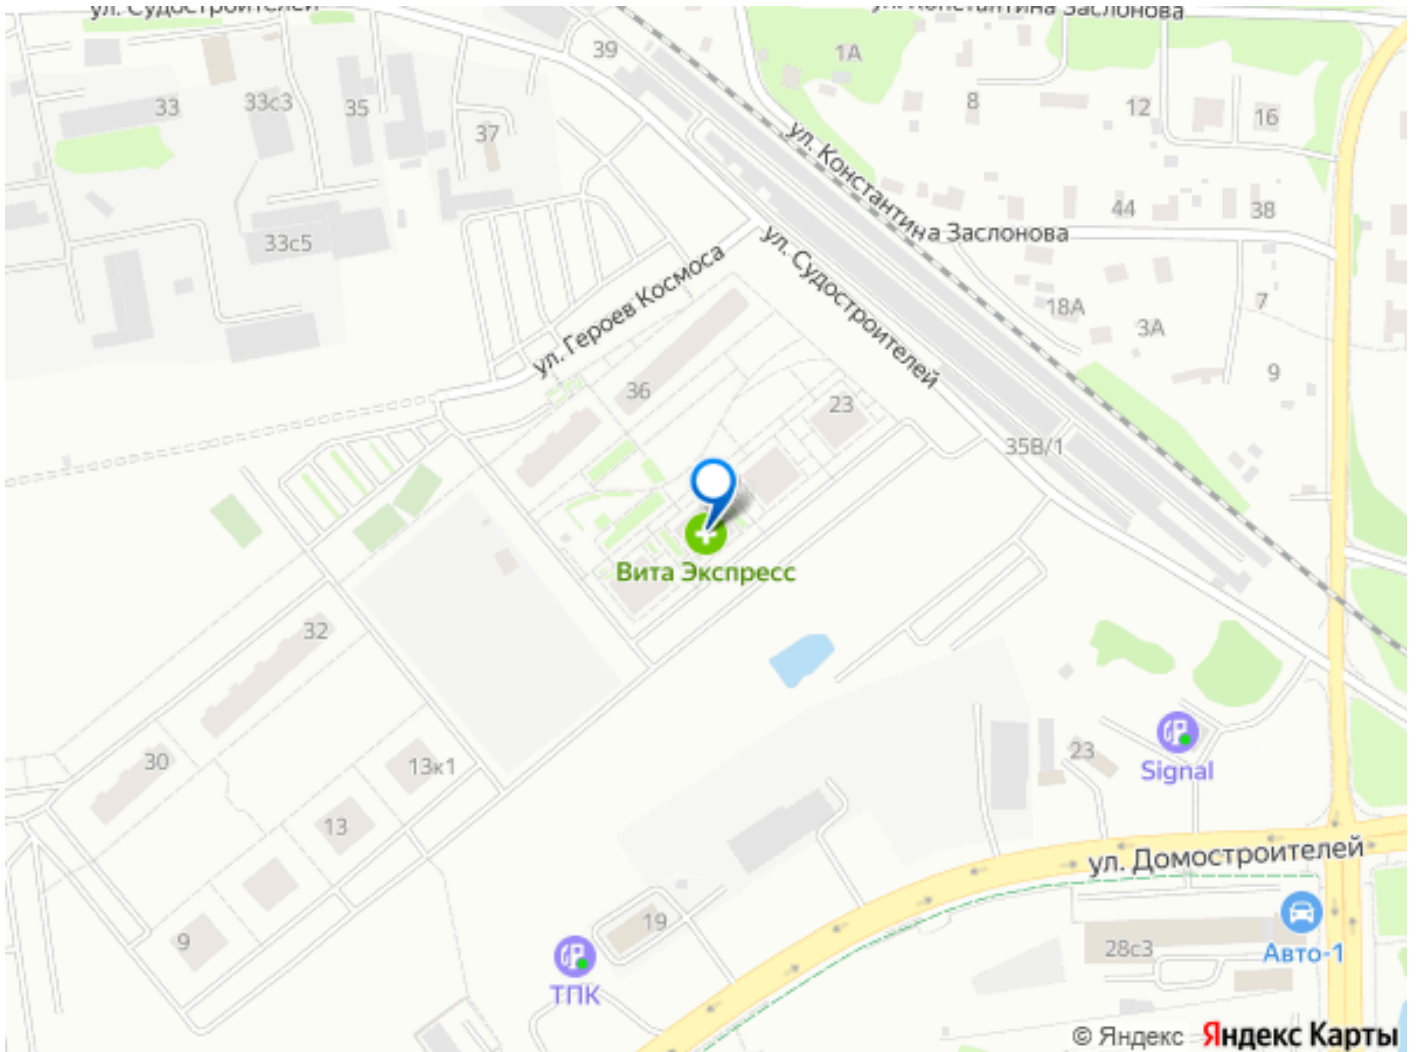 ул. Судостроителей
ул. Константина Заслонова
39
1А
33
33с3
35
37
8
12
16
ул. Константина Заслонова
44
38
33с5
ул. Героев Космоса
ул. Судостроителей
18А
7
3А
9
36
23
35В/1
Вита Экспресс
32
30
13к1
13
9
23
Signal
ул. Домостроителей
19
ТПК
28с3
Авто-1
© Яндекс Яндекс Карты